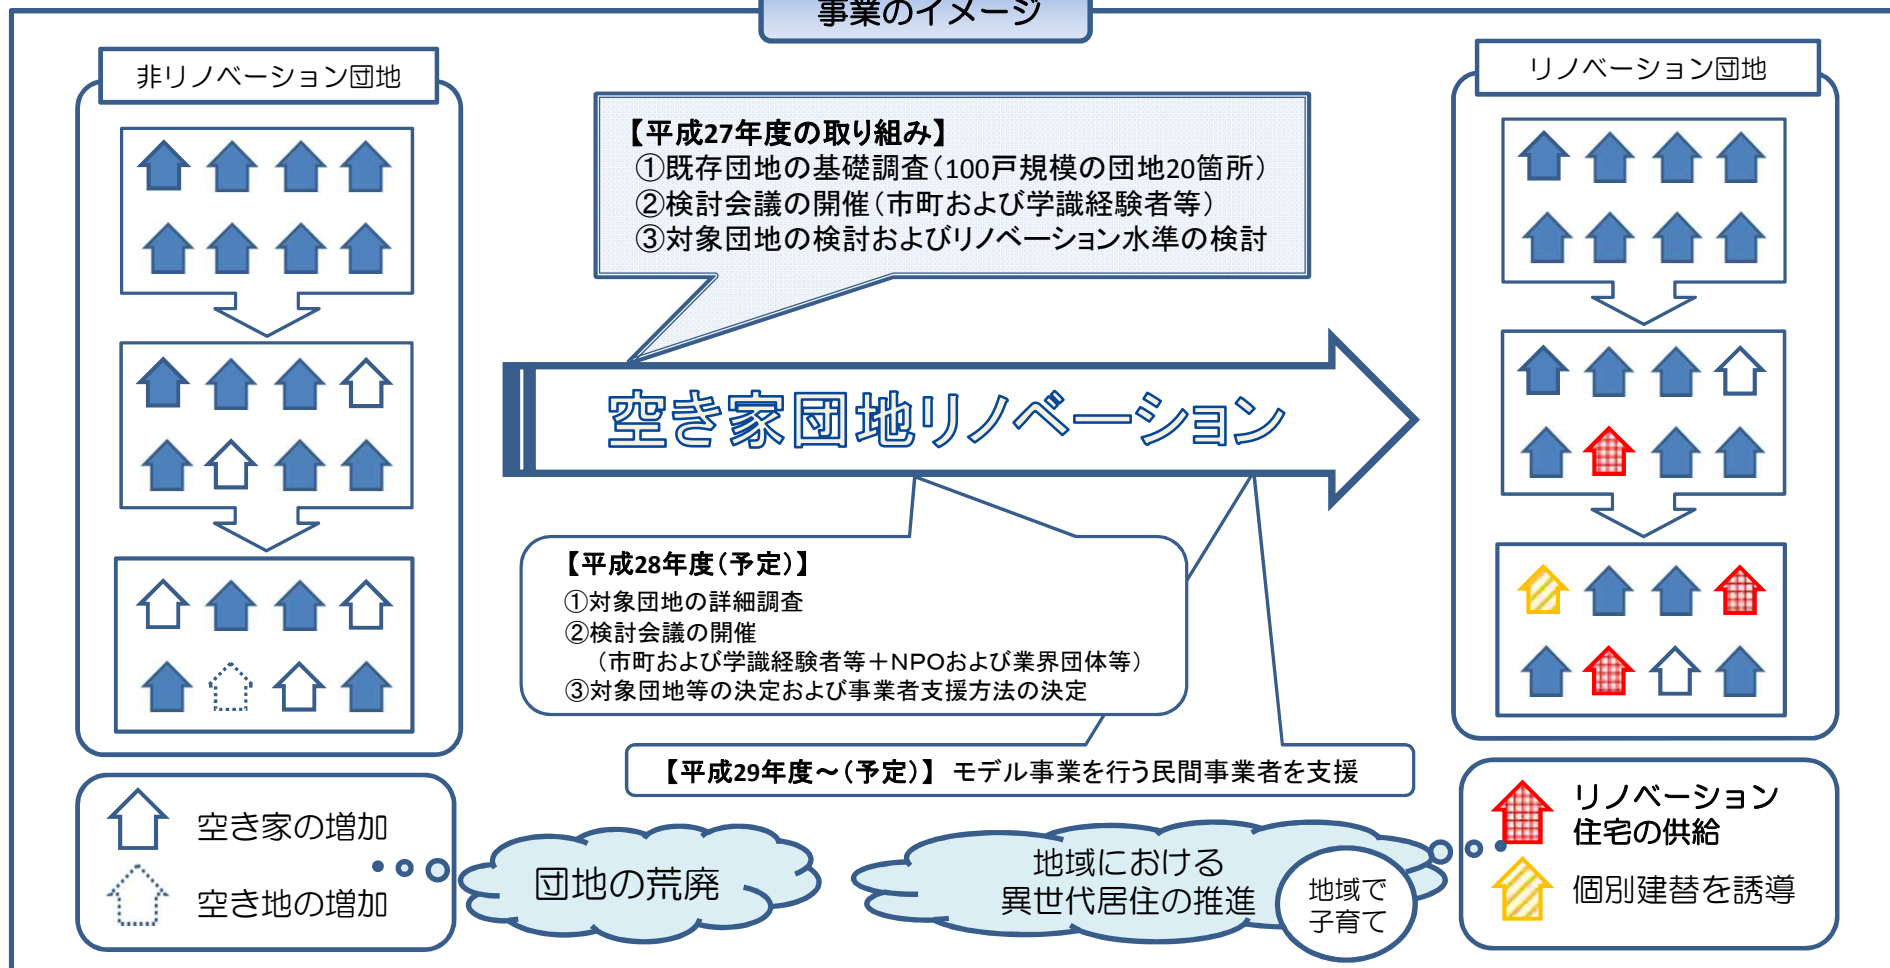 事業のイメージ
非リノベーション団地
リノベーション団地
【平成27年度の取り組み】
①既存団地の基礎調査（100戸規模の団地20箇所）
②検討会議の開催（市町および学識経験者等）
③対象団地の検討およびリノベーション水準の検討
空き家団地リノベーション
【平成28年度（予定）】
①対象団地の詳細調査
②検討会議の開催
（市町および学識経験者等＋NPOおよび業界団体等）
③対象団地等の決定および事業者支援方法の決定
【平成29年度～（予定）】 モデル事業を行う民間事業者を支援
空き家の増加
空き地の増加
団地の荒廃
地域における
異世代居住の推進
地域で
子育て
リノベーション
住宅の供給
個別建替を誘導